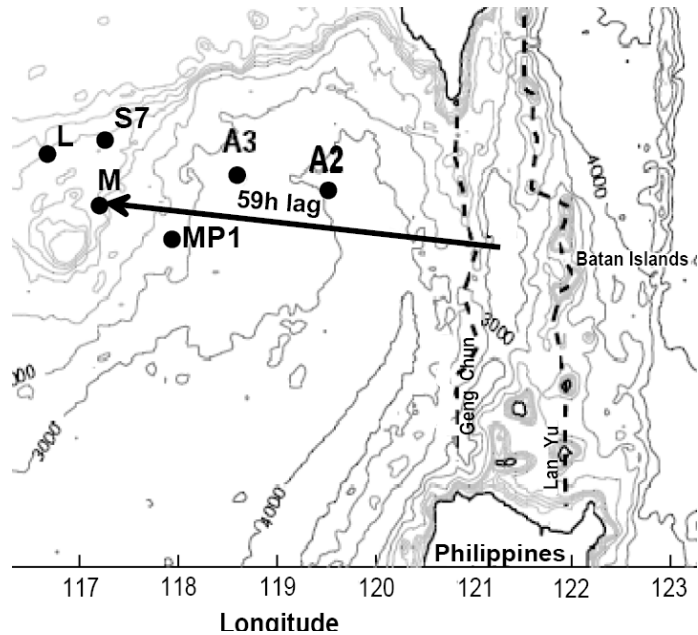 S7
L
A3
A2
M
59h lag
MP1
4000
Batan Islands
3000
Geng Chun
000
3000
4000
Lan Yu
Philippines
117 118 119 120 121 122 123
Longitude